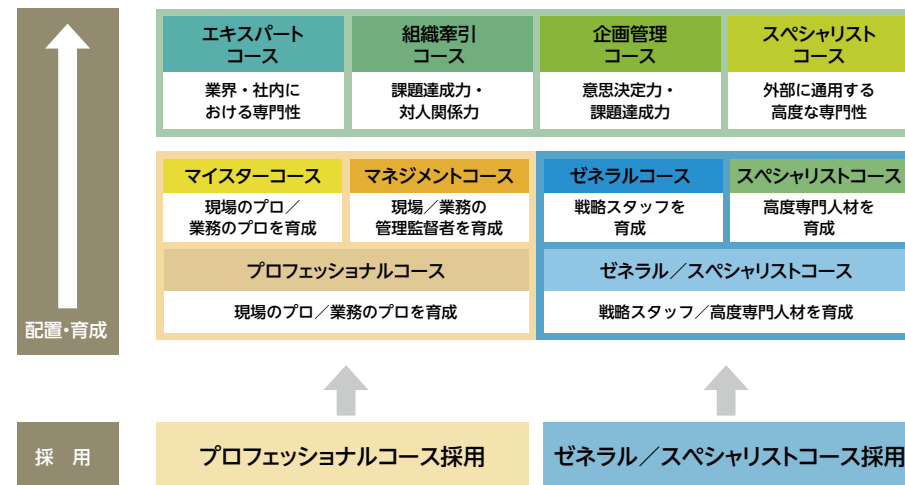 エキスパート
コース
組織牽引
コース
企画管理
コース
スペシャリスト
コース
業界・社内に
おける専門性
課題達成力・
対人関係力
意思決定力・
課題達成力
外部に通用する
高度な専門性
マイスターコース
マネジメントコース
ゼネラルコース
スペシャリストコース
現場のプロ／
業務のプロを育成
現場／業務の
管理監督者を育成
戦略スタッフを
育成
高度専門人材を
育成
プロフェッショナルコース
ゼネラル／スペシャリストコース
現場のプロ／業務のプロを育成
戦略スタッフ／高度専門人材を育成
配置・育成
採 用
プロフェッショナルコース採用
ゼネラル／スペシャリストコース採用